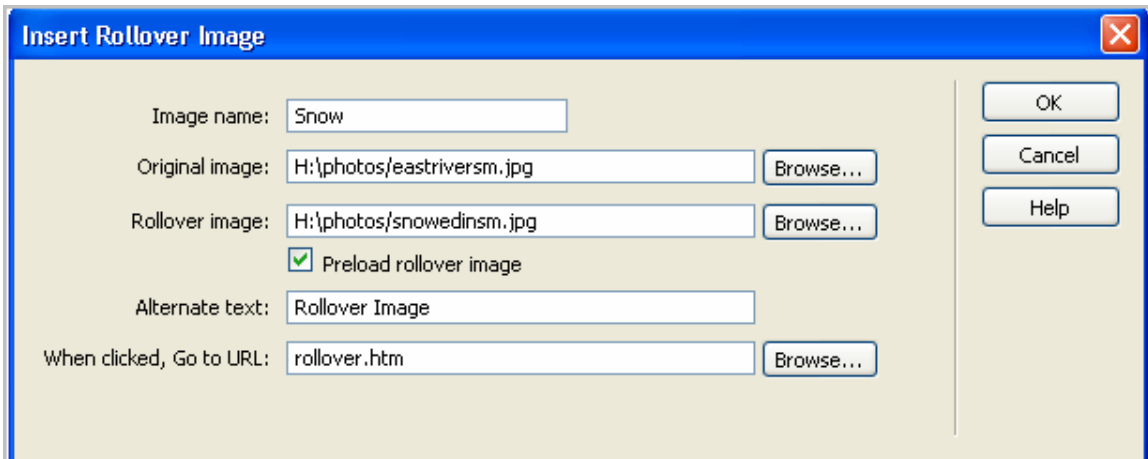 Insert Rollover Image
Image name: Snow
OK
Original image: H:\photos/eastriversm.jpg Browse...
Cancel
Rollover image: H:\photos/snowedinsm.jpg Browse...
Help
Preload rollover image
Alternate text: Rollover Image
When clicked, Go to URL: rollover.htm Browse...